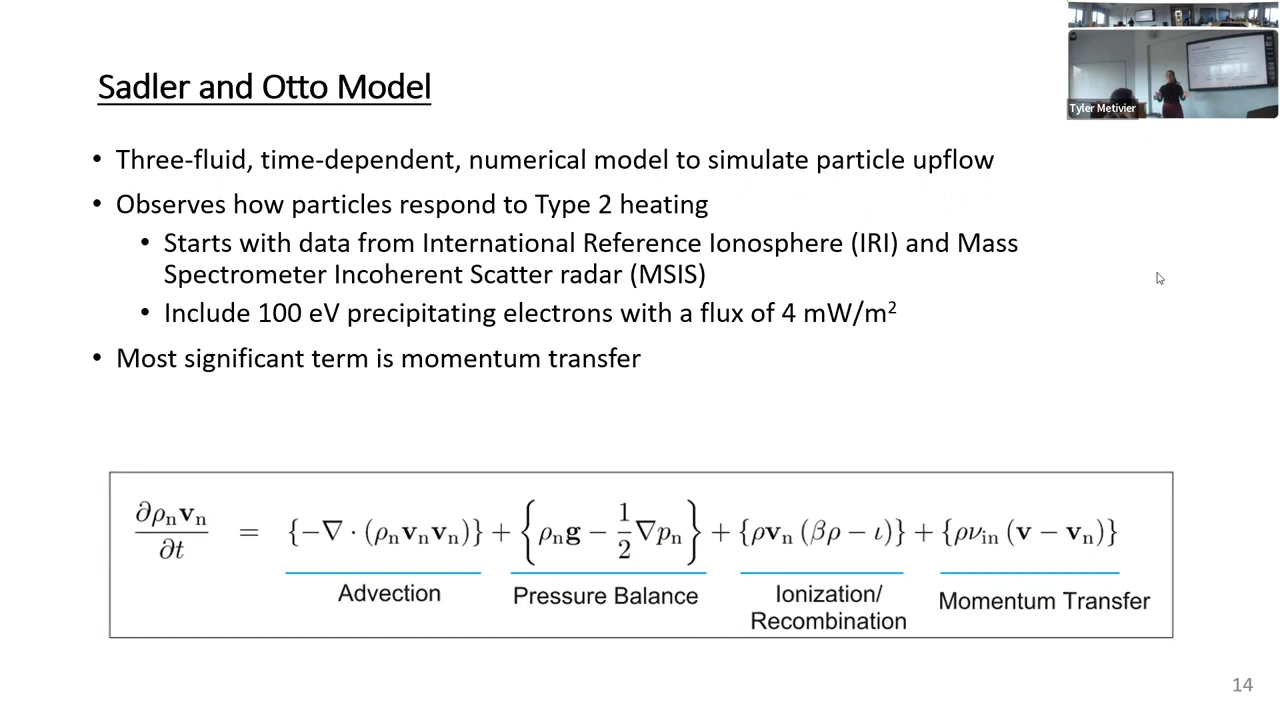 Tyler Metivier
Sadler and Otto Model
• Three-fluid, time-dependent, numerical model to simulate particle upflow
• Observes how particles respond to Type 2 heating
• Starts with data from International Reference Ionosphere (IRI) and Mass
Spectrometer Incoherent Scatter radar (MSIS)
• Include 100 eV precipitating electrons with a flux of 4 mW/m²
• Most significant term is momentum transfer
∂ρₙvₙ/∂t = {−∇ · (ρₙvₙvₙ)} + {ρₙg − 1/2 ∇pₙ} + {ρvₙ (βρ − ι)} + {ρνᵢₙ (v − vₙ)}
Advection Pressure Balance Ionization/ Momentum Transfer
Recombination
14